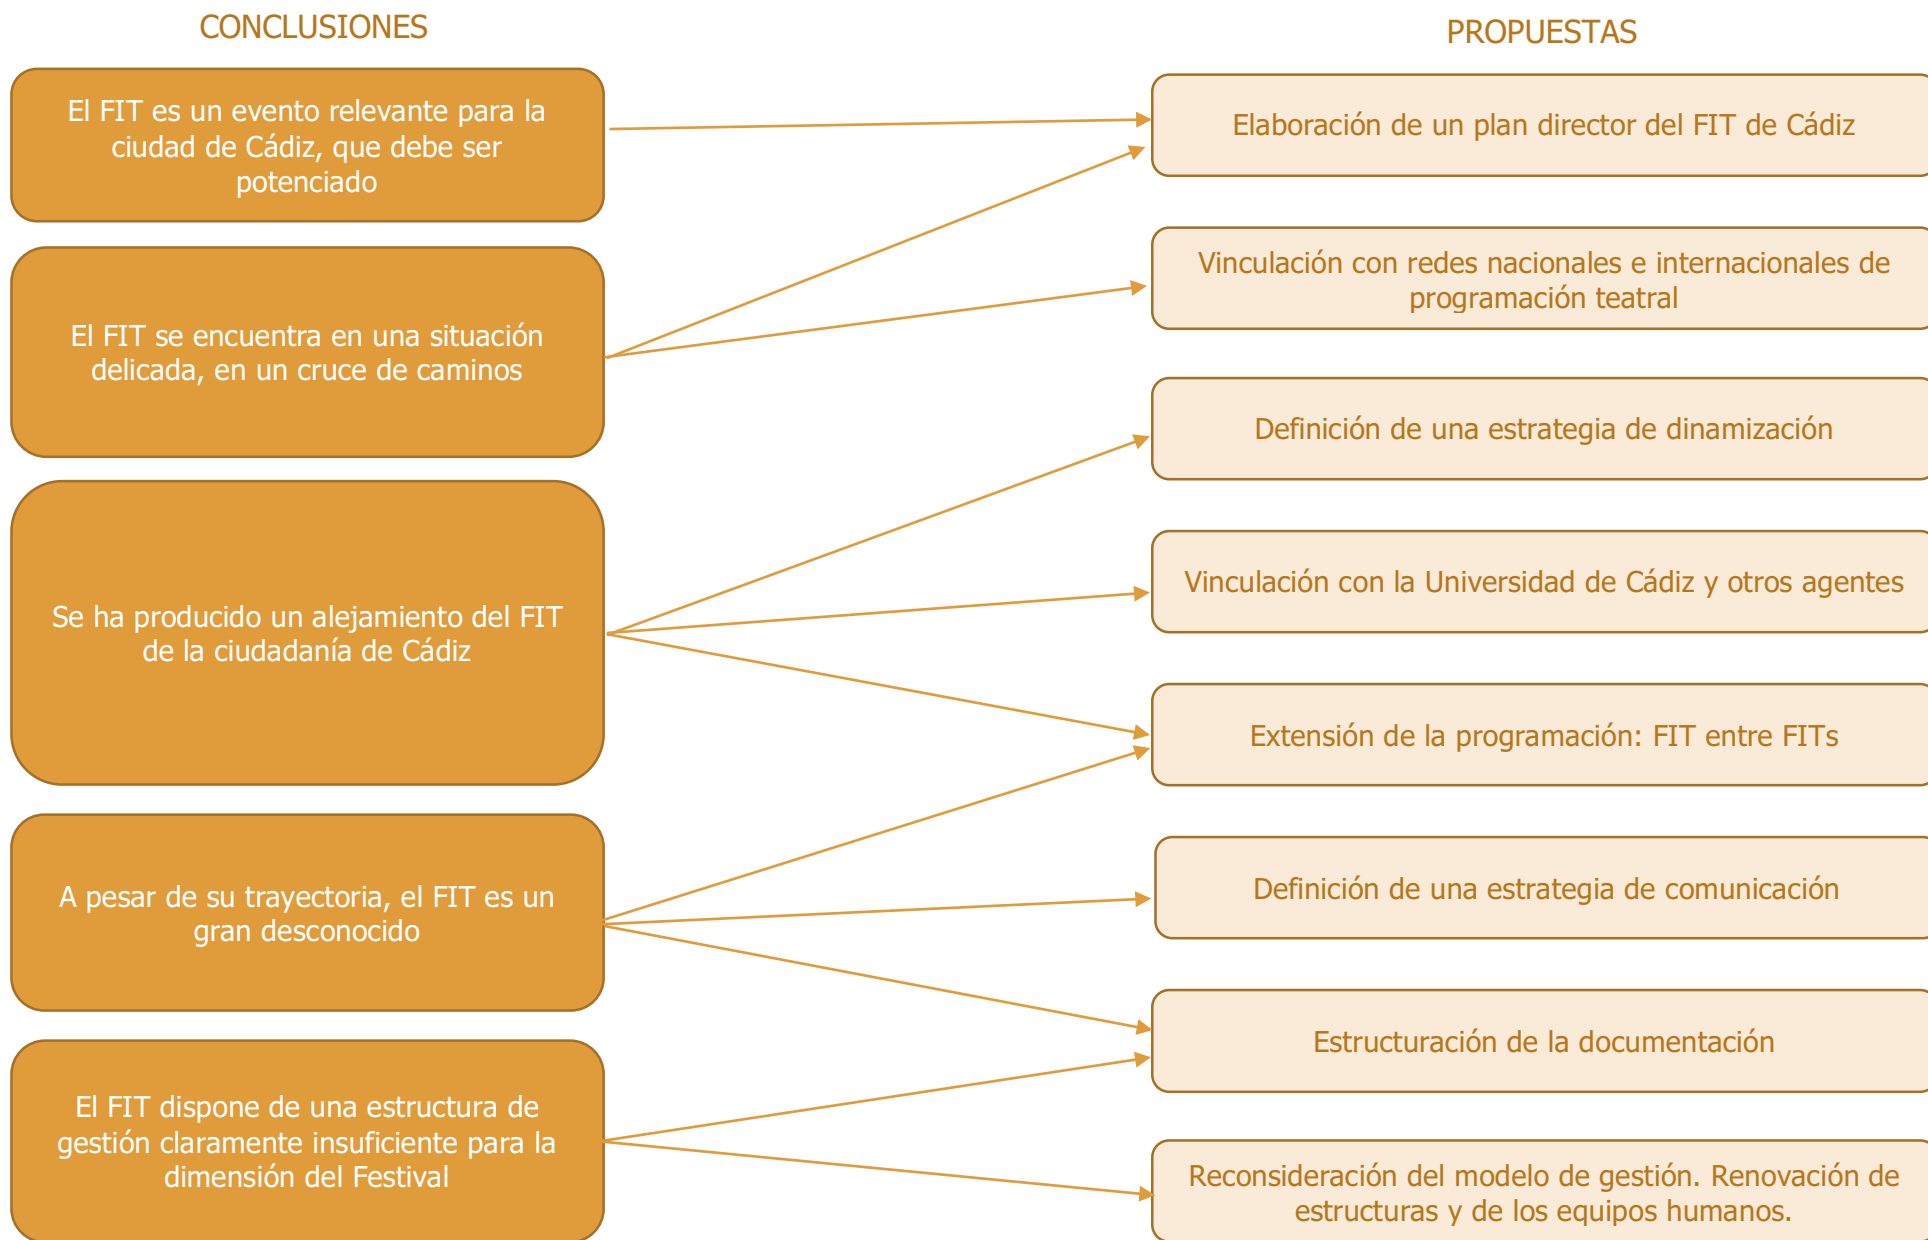 CONCLUSIONES
El FIT es un evento relevante para la
ciudad de Cádiz, que debe ser
potenciado
El FIT se encuentra en una situación
delicada, en un cruce de caminos
Se ha producido un alejamiento del FIT
de la ciudadanía de Cádiz
A pesar de su trayectoria, el FIT es un
gran desconocido
El FIT dispone de una estructura de
gestión claramente insuficiente para la
dimensión del Festival
PROPUESTAS
Elaboración de un plan director del FIT de Cádiz
Vinculación con redes nacionales e internacionales de
programación teatral
Definición de una estrategia de dinamización
Vinculación con la Universidad de Cádiz y otros agentes
Extensión de la programación: FIT entre FITs
Definición de una estrategia de comunicación
Estructuración de la documentación
Reconsideración del modelo de gestión. Renovación de
estructuras y de los equipos humanos.